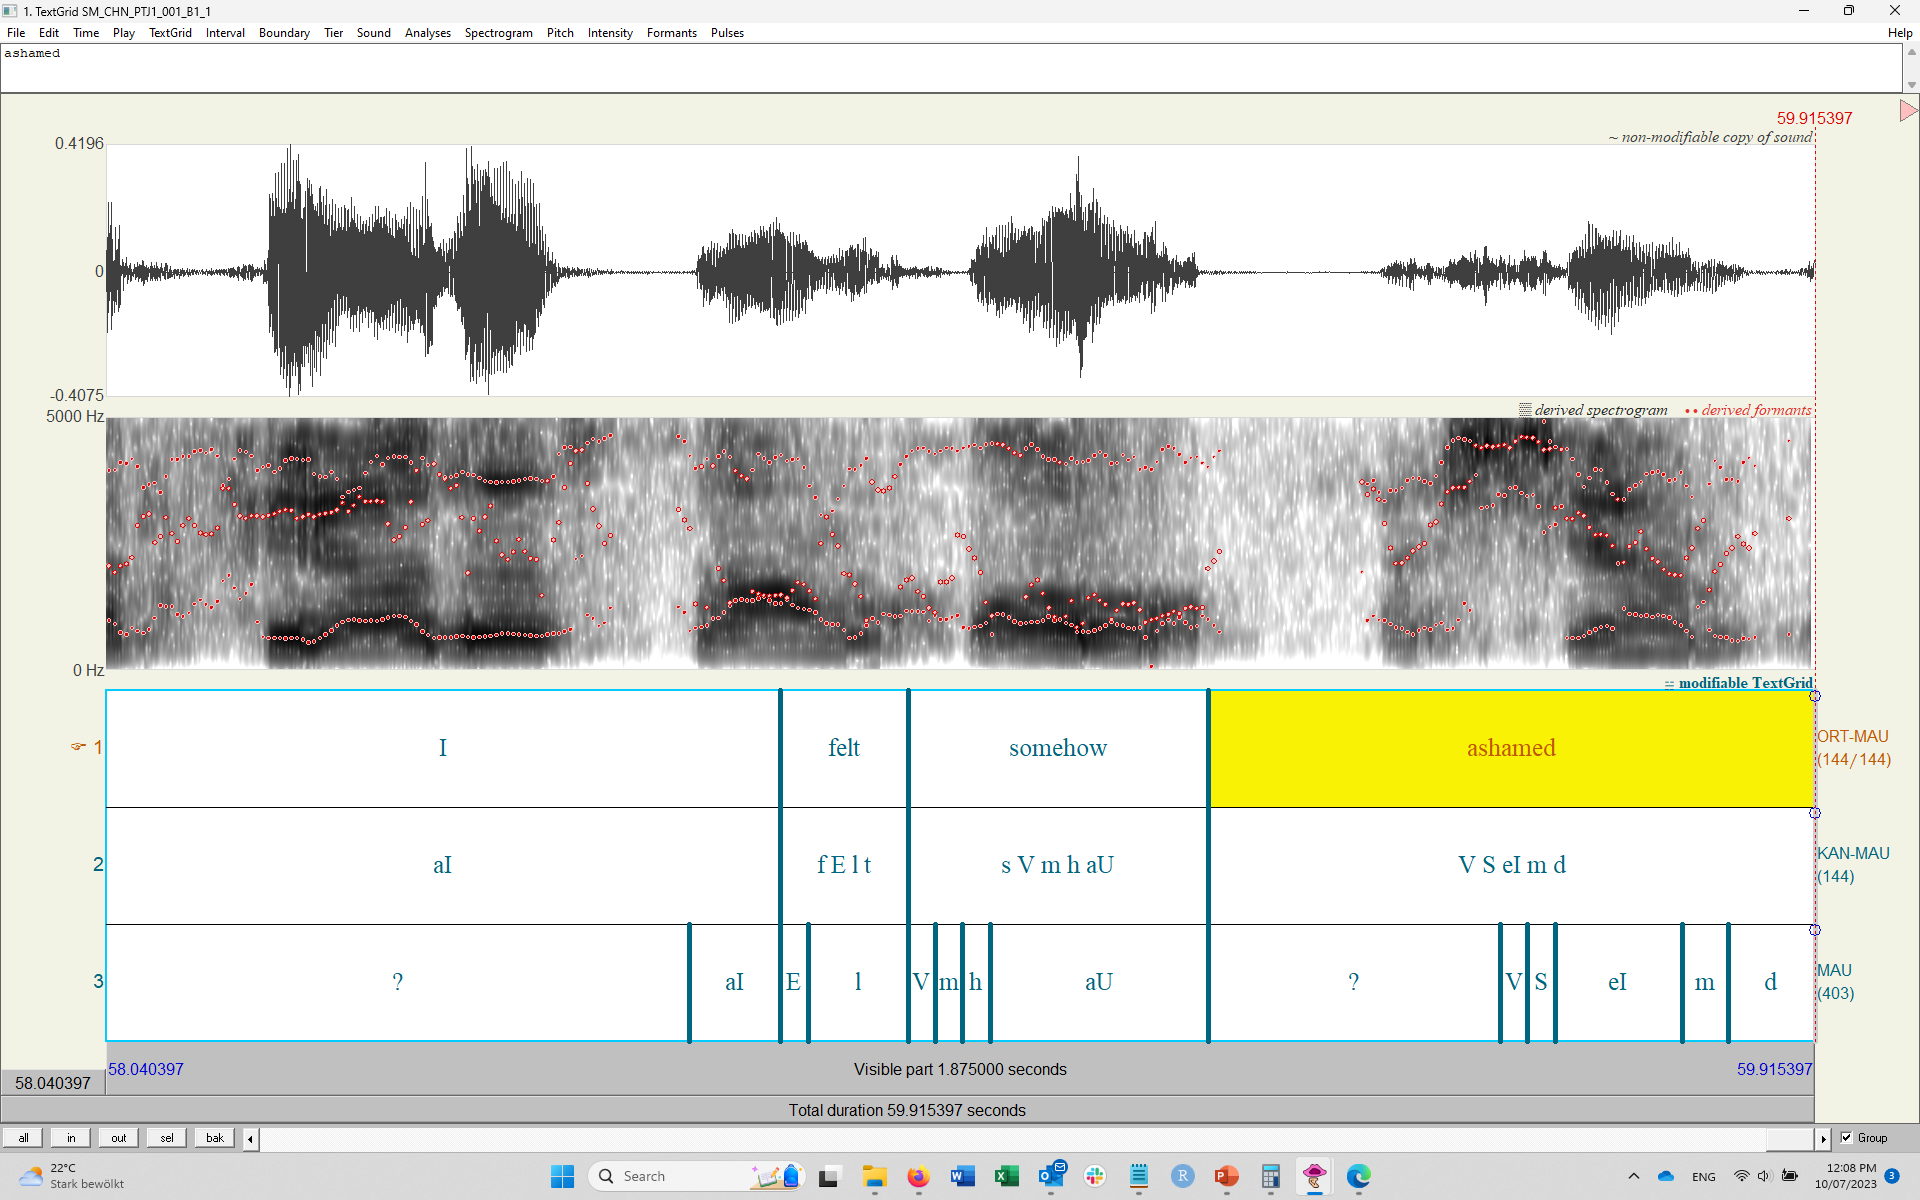 1. TextGrid SM_CHN_PTJ1_001_B1_1
File Edit Time Play TextGrid Interval Boundary Tier Sound Analyses Spectrogram Pitch Intensity Formants Pulses Help
ashamed
59.915397
~ non-modifiable copy of sound
0.4196
0
-0.4075
5000 Hz
derived spectrogram derived formants
0 Hz
modifiable TextGrid
1 I felt somehow ashamed ORT-MAU
(144/144)
2 aI f E l t s V m h aU V S eI m d KAN-MAU
(144)
3 ? aI E l V m h aU ? V S eI m d MAU
(403)
58.040397 Visible part 1.875000 seconds 59.915397
58.040397
Total duration 59.915397 seconds
all in out sel bak Group
22°C
Stark bewölkt
Search
ENG
12:08 PM
10/07/2023
3